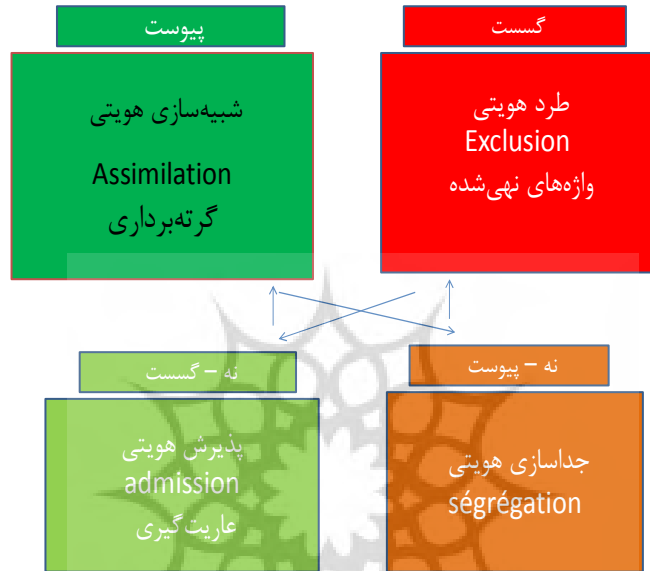 گسست
طرد هویتی
Exclusion
واژه‌های نهی‌شده
پیوست
شبیه‌سازی هویتی
Assimilation
گرته‌برداری
نه – پیوست
جداسازی هویتی
ségrégation
نه – گسست
پذیرش هویتی
admission
عاریت‌گیری